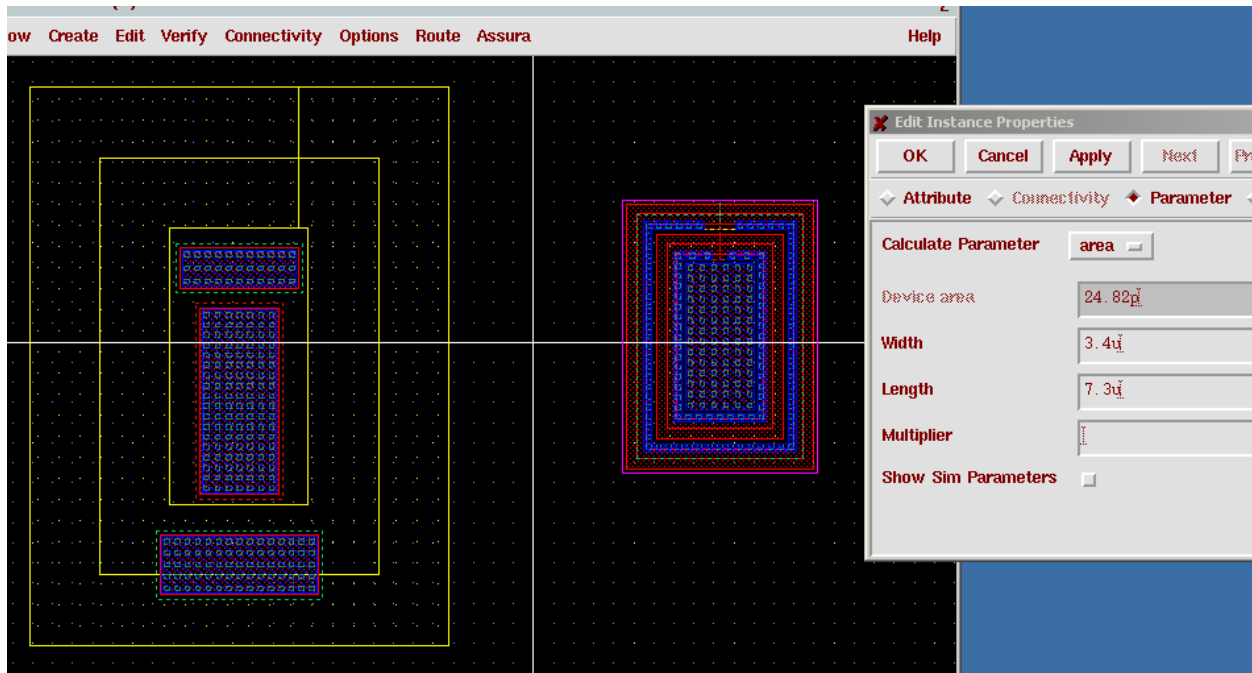 ow Create Edit Verify Connectivity Options Route Assura Help
Edit Instance Properties
OK Cancel Apply Next
Attribute Connectivity Parameter
Calculate Parameter area
Device area 24.82p
Width 3.4u
Length 7.3u
Multiplier
Show Sim Parameters